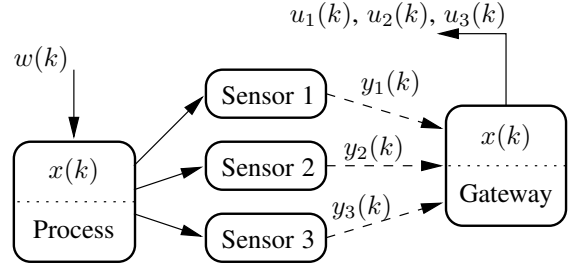 u₁(k), u₂(k), u₃(k)
w(k)
Sensor 1
y₁(k)
x(k)
Process
Sensor 2
y₂(k)
Sensor 3
y₃(k)
x(k)
Gateway